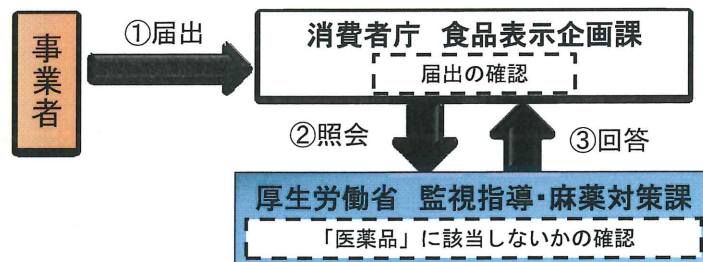 事業者
①届出
消費者庁 食品表示企画課
届出の確認
②照会
③回答
厚生労働省 監視指導・麻薬対策課
「医薬品」に該当しないかの確認